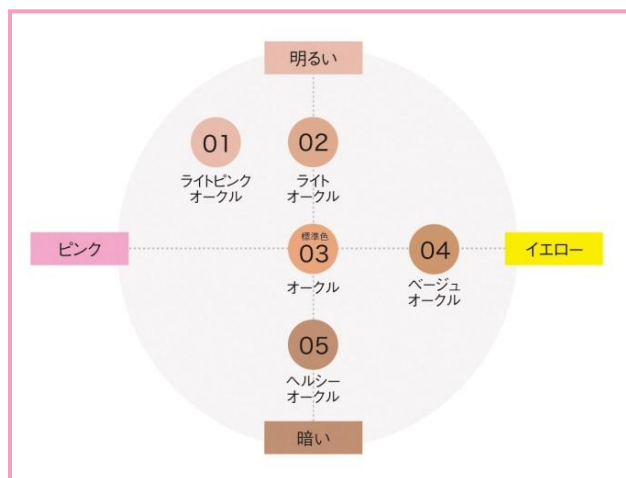 明るい
01
ライトピンク
オークル
02
ライト
オークル
ピンク
標準色
03
オークル
04
ベージュ
オークル
イエロー
05
ヘルシー
オークル
暗い